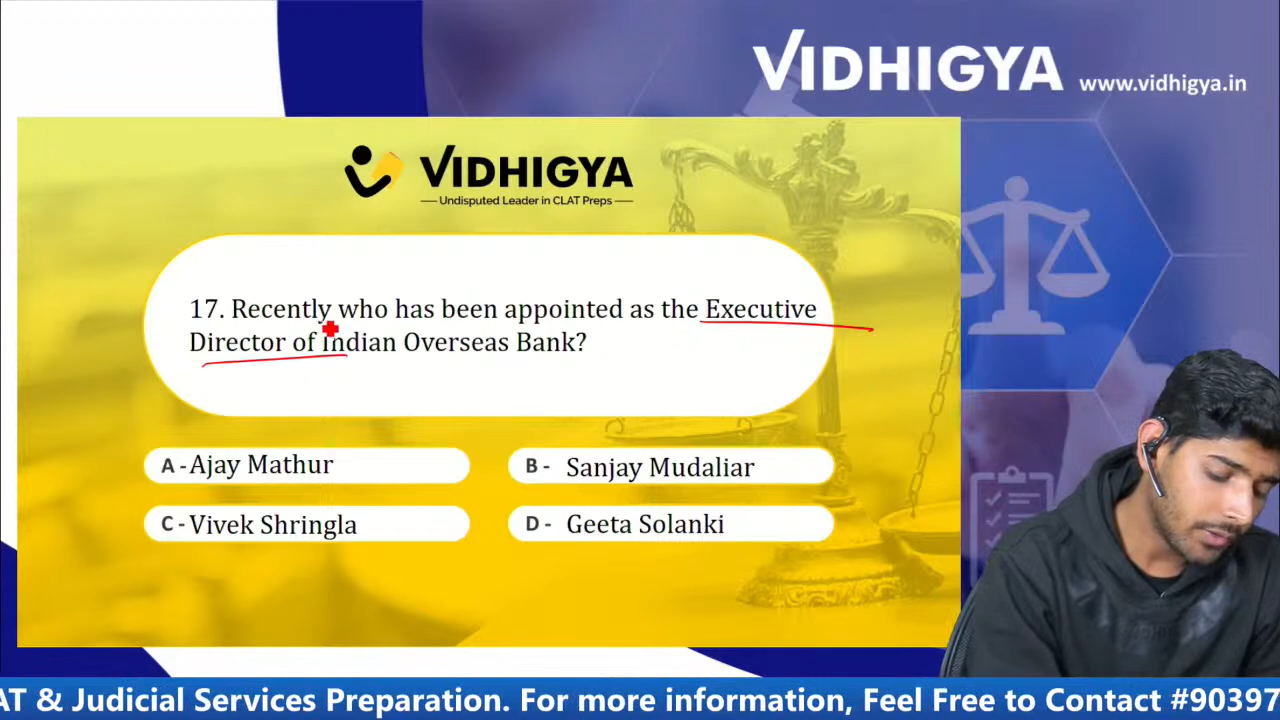 VIDHIGYA www.vidhigya.in
VIDHIGYA
Undisputed Leader in CLAT Preps
17. Recently who has been appointed as the Executive
Director of Indian Overseas Bank?
A - Ajay Mathur
B - Sanjay Mudaliar
C - Vivek Shringla
D - Geeta Solanki
AT & Judicial Services Preparation. For more information, Feel Free to Contact #90397